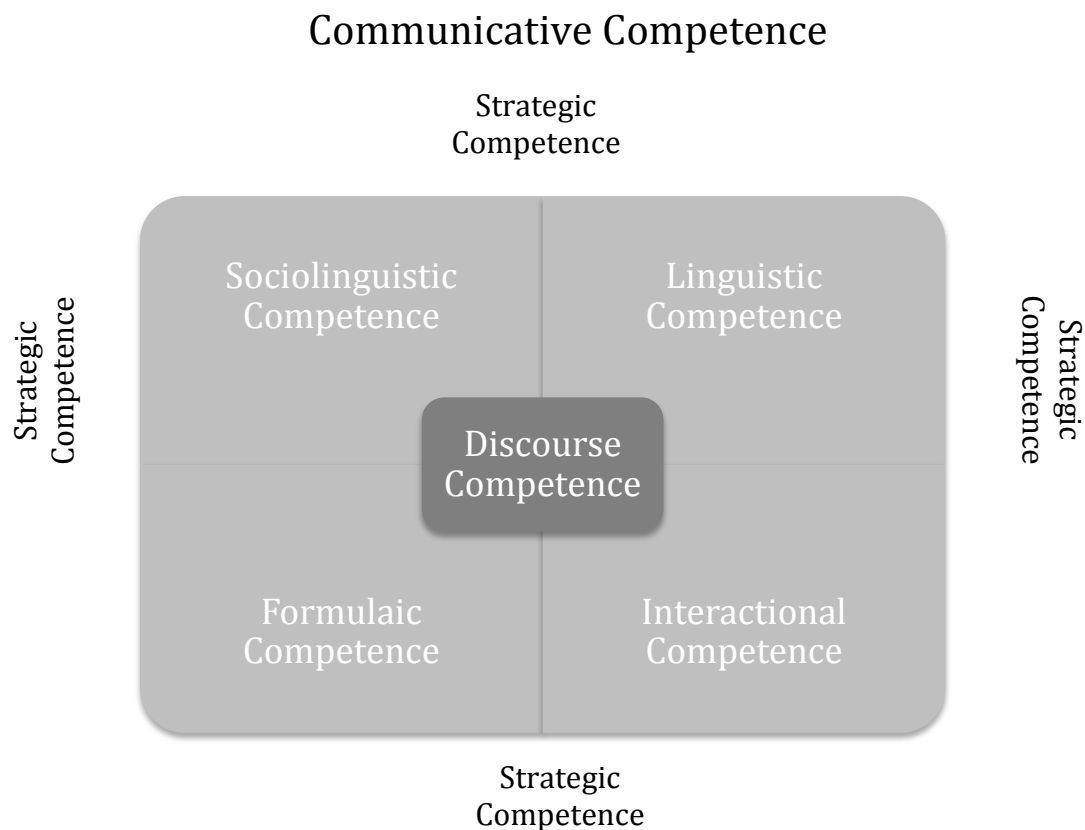 Communicative Competence
Strategic
Competence
Sociolinguistic
Competence
Linguistic
Competence
Strategic
Competence
Strategic
Competence
Discourse
Competence
Formulaic
Competence
Interactional
Competence
Strategic
Competence